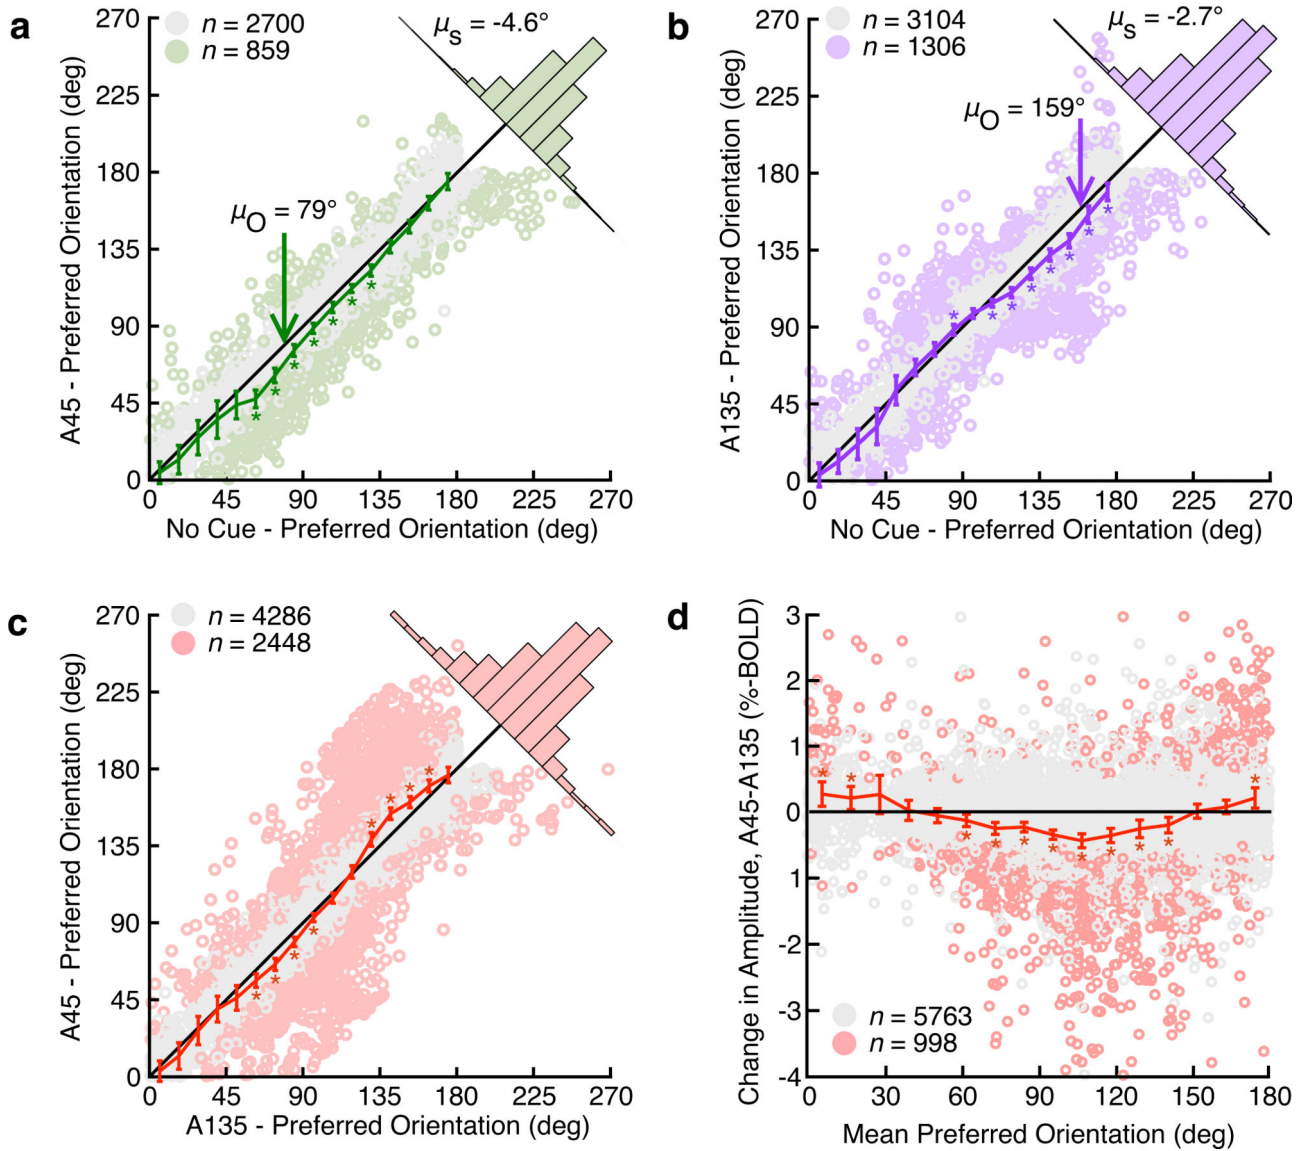 a
n = 2700
n = 859
μs = -4.6°
μO = 79°
270
225
180
135
90
45
0
A45 - Preferred Orientation (deg)
0 45 90 135 180 225 270
No Cue - Preferred Orientation (deg)
b
n = 3104
n = 1306
μs = -2.7°
μO = 159°
270
225
180
135
90
45
0
A135 - Preferred Orientation (deg)
0 45 90 135 180 225 270
No Cue - Preferred Orientation (deg)
c
n = 4286
n = 2448
270
225
180
135
90
45
0
A45 - Preferred Orientation (deg)
0 45 90 135 180 225 270
A135 - Preferred Orientation (deg)
d
3
2
1
0
1
-2
-3
-4
Change in Amplitude, A45-A135 (%-BOLD)
n = 5763
n = 998
0 30 60 90 120 150 180
Mean Preferred Orientation (deg)